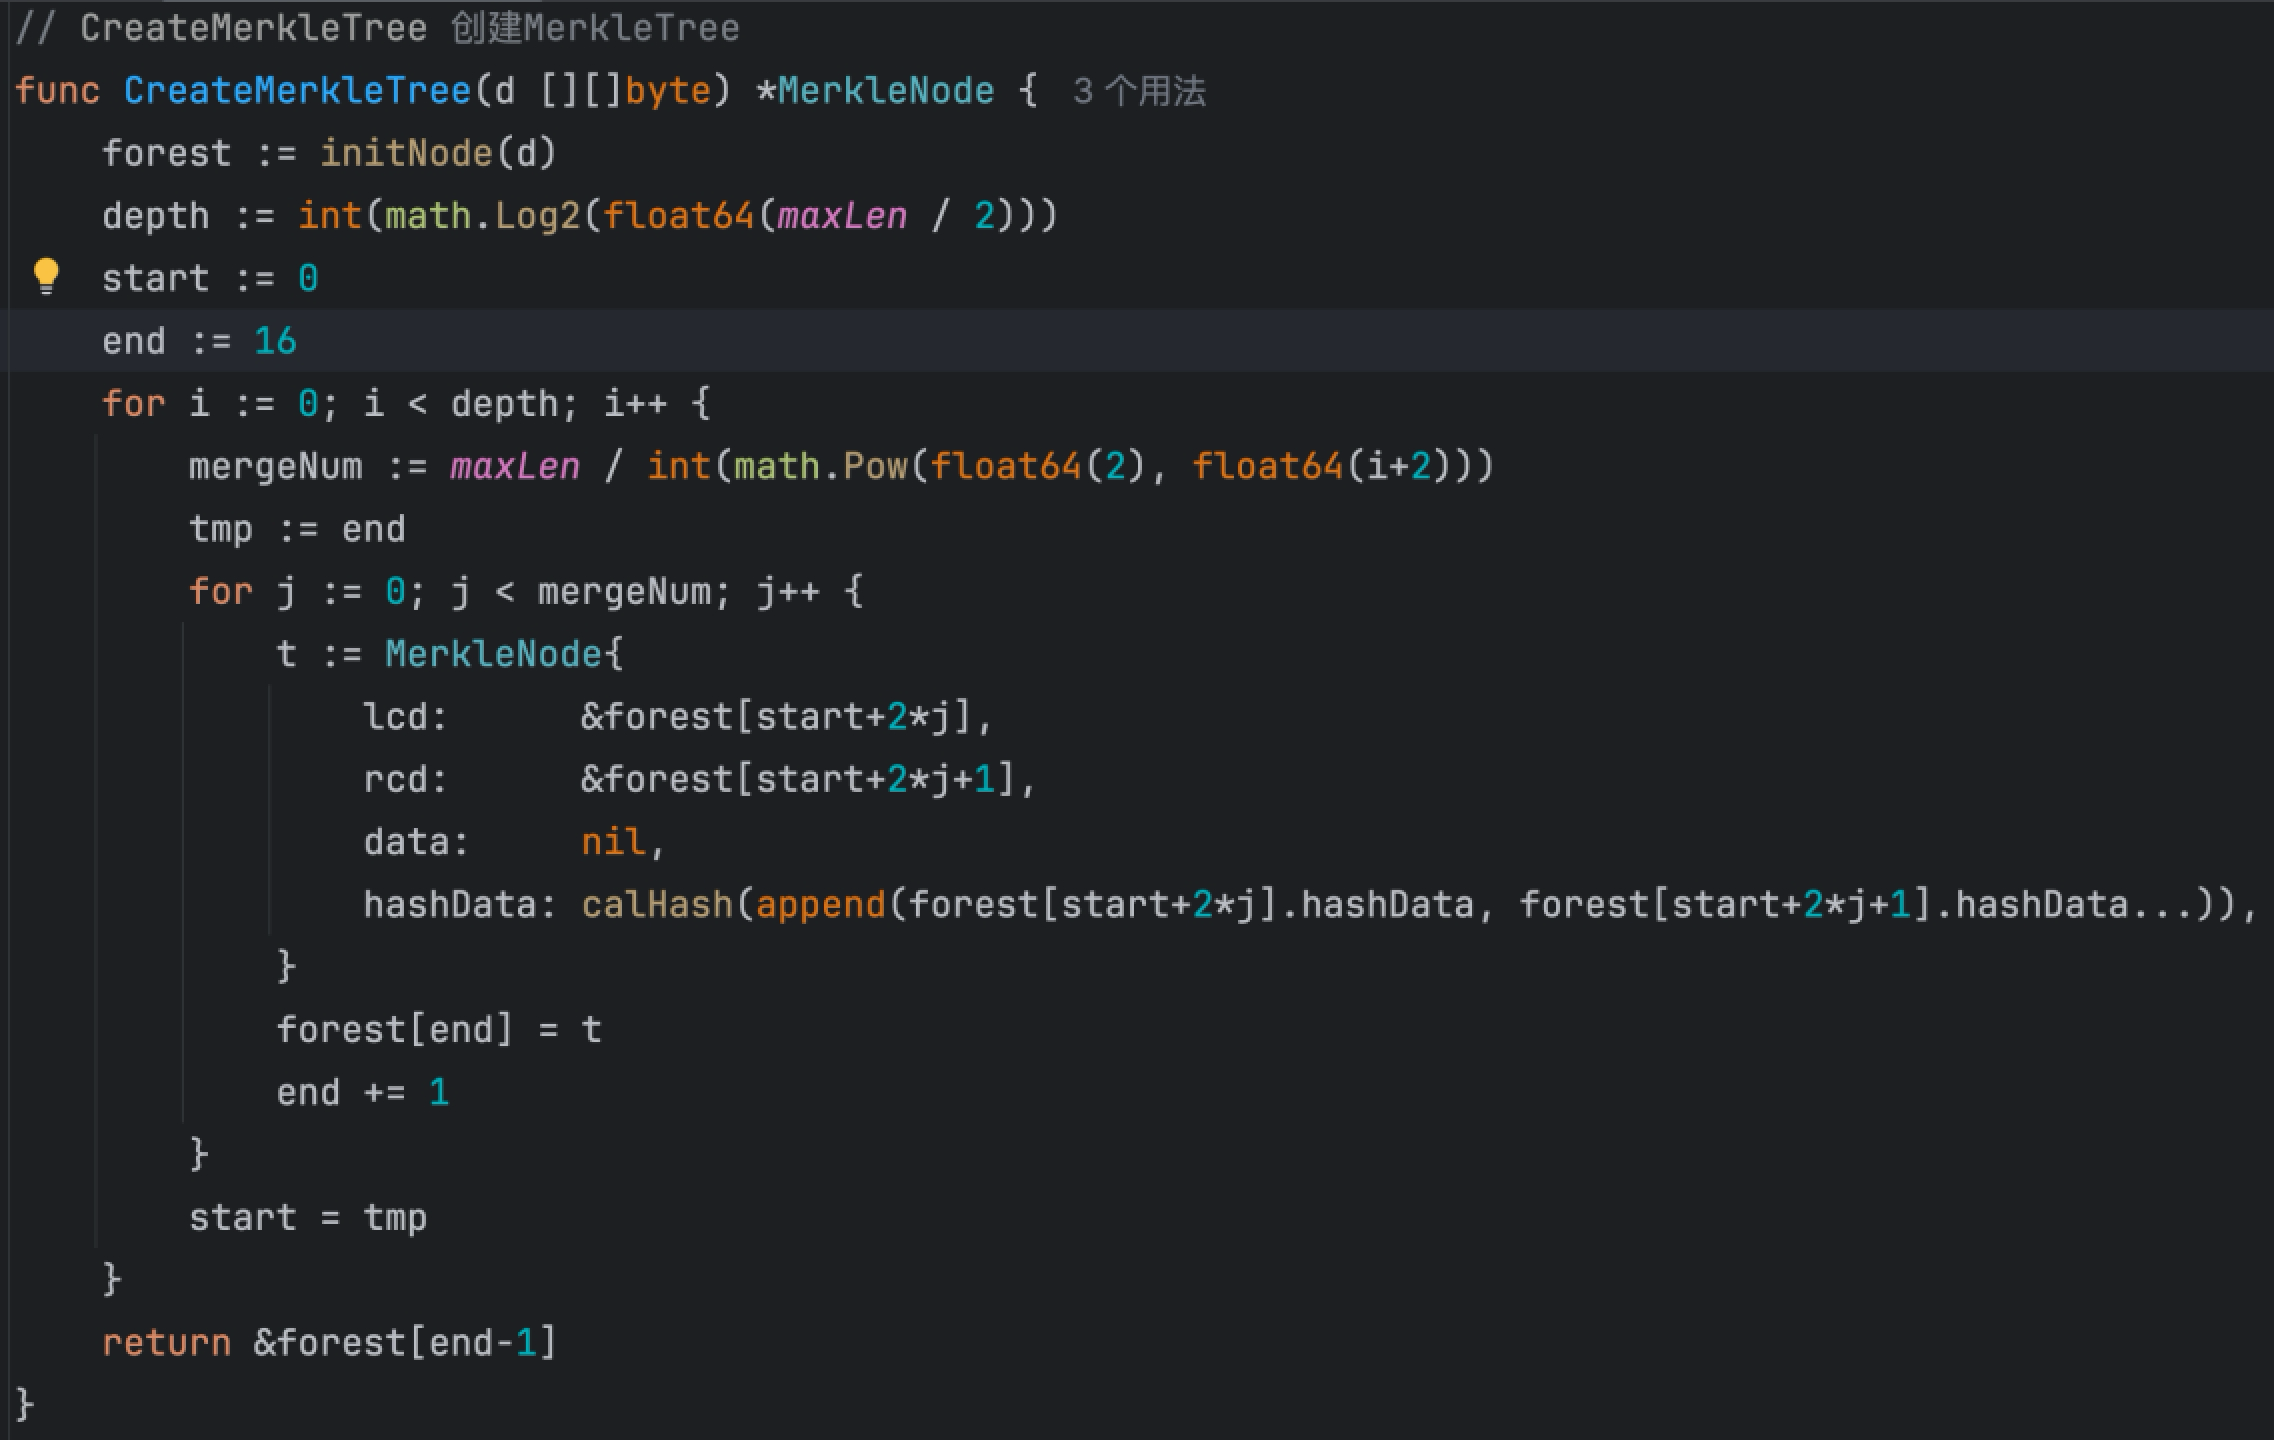 // CreateMerkleTree 创建MerkleTree
func CreateMerkleTree(d [][]byte) *MerkleNode { 3 个用法
    forest := initNode(d)
    depth := int(math.Log2(float64(maxLen / 2)))
    start := 0
    end := 16
    for i := 0; i < depth; i++ {
        mergeNum := maxLen / int(math.Pow(float64(2), float64(i+2)))
        tmp := end
        for j := 0; j < mergeNum; j++ {
            t := MerkleNode{
                lcd:      &forest[start+2*j],
                rcd:      &forest[start+2*j+1],
                data:     nil,
                hashData: calHash(append(forest[start+2*j].hashData, forest[start+2*j+1].hashData...)),
            }
            forest[end] = t
            end += 1
        }
        start = tmp
    }
    return &forest[end-1]
}